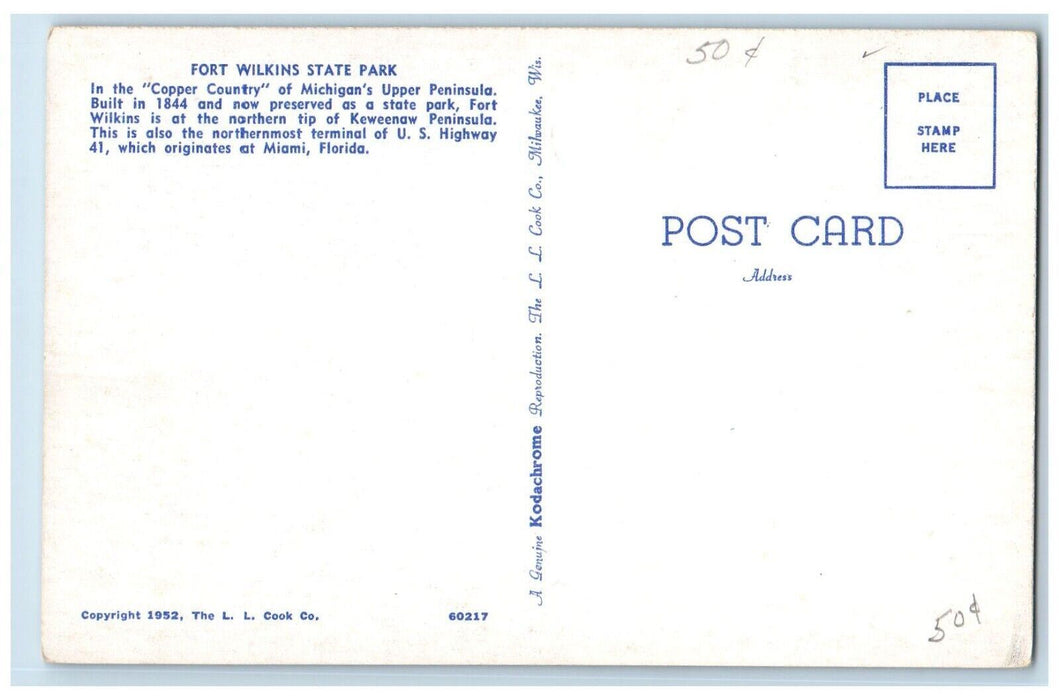 FORT WILKINS STATE PARK
In the "Copper Country" of Michigan's Upper Peninsula.
Built in 1844 and now preserved as a state park, Fort
Wilkins is at the northern tip of Keweenaw Peninsula.
This is also the northernmost terminal of U. S. Highway
41, which originates at Miami, Florida.
Copyright 1952, The L. L. Cook Co.
60217
A Genuine Kodachrome Reproduction. The L. L. Cook Co., Milwaukee, Wis.
50 ¢
PLACE
STAMP
HERE
POST CARD
Address
50¢